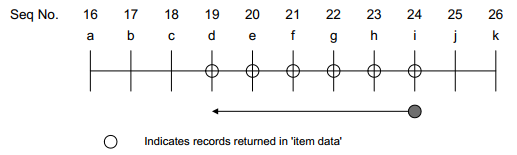 Seq No. 16 17 18 19 20 21 22 23 24 25 26
a b c d e f g h i j k
Indicates records returned in 'item data'